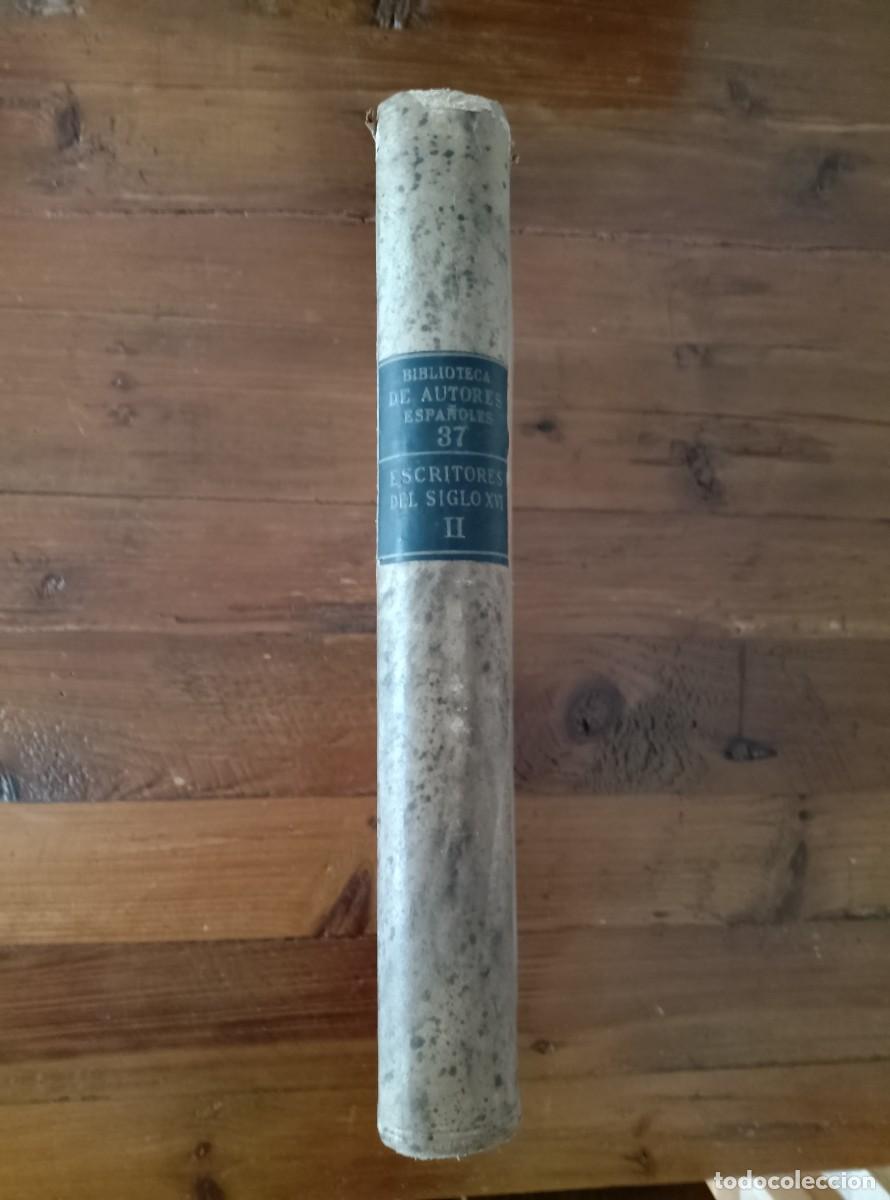 BIBLIOTECA
DE AUTORES
ESPAÑOLES
37
ESCRITORES
DEL SIGLO XVI
II
todocoleccion